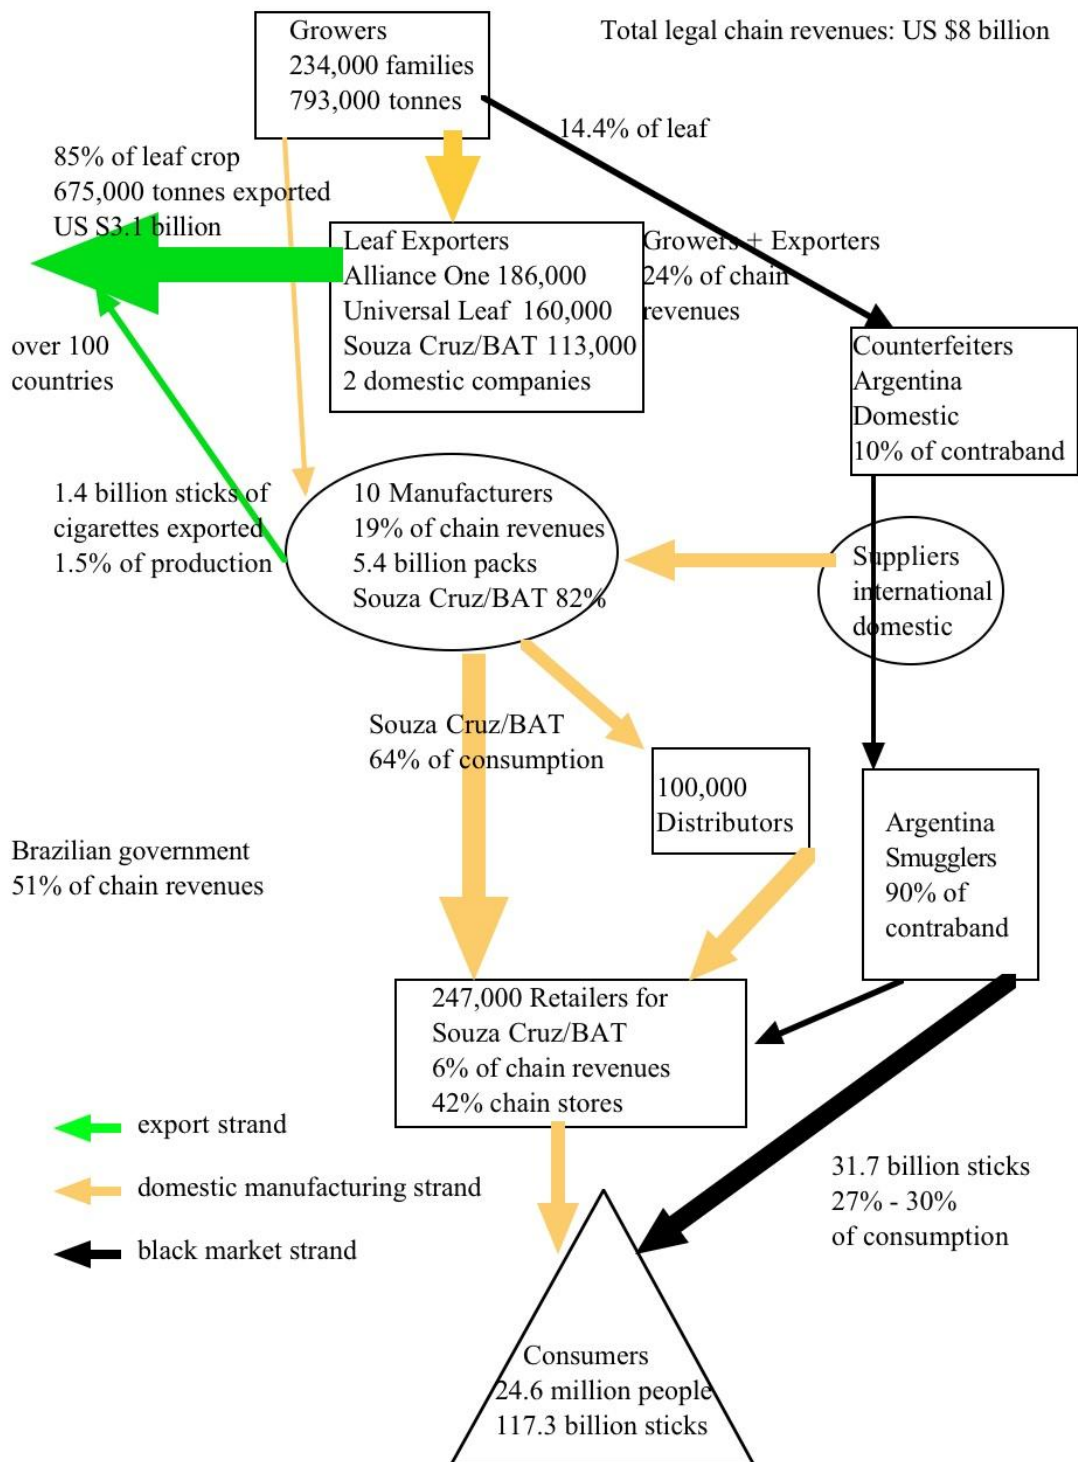 Growers
234,000 families
793,000 tonnes
Total legal chain revenues: US $8 billion
14.4% of leaf
85% of leaf crop
675,000 tonnes exported
US S3.1 billion
Leaf Exporters
Alliance One 186,000
Universal Leaf 160,000
Souza Cruz/BAT 113,000
2 domestic companies
Growers + Exporters
24% of chain
revenues
over 100
countries
Counterfeiters
Argentina
Domestic
10% of contraband
1.4 billion sticks of
cigarettes exported
1.5% of production
10 Manufacturers
19% of chain revenues
5.4 billion packs
Souza Cruz/BAT 82%
Suppliers
international
domestic
Souza Cruz/BAT
64% of consumption
100,000
Distributors
Argentina
Smugglers
90% of
contraband
Brazilian government
51% of chain revenues
247,000 Retailers for
Souza Cruz/BAT
6% of chain revenues
42% chain stores
export strand
domestic manufacturing strand
black market strand
31.7 billion sticks
27% - 30%
of consumption
Consumers
24.6 million people
117.3 billion sticks